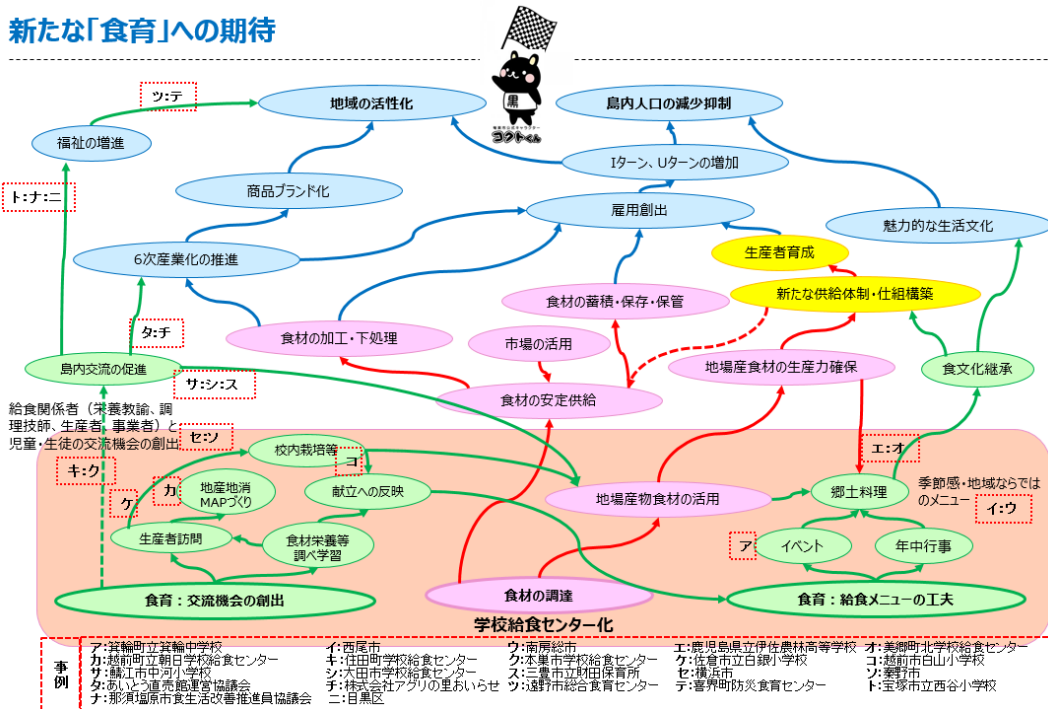 新たな「食育」への期待
黒
コクトくん
ツ:テ
地域の活性化
島内人口の減少抑制
福祉の増進
Iターン、Uターンの増加
ト:ナ:ニ
商品ブランド化
雇用創出
魅力的な生活文化
6次産業化の推進
生産者育成
食材の蓄積・保存・保管
新たな供給体制・仕組構築
タ:チ
食材の加工・下処理
市場の活用
島内交流の促進
サ:シ:ス
地場産食材の生産力確保
食文化継承
食材の安定供給
給食関係者（栄養教諭、調
理技師、生産者、事業者）と
児童・生徒の交流機会の創出
セ:ソ
校内栽培等
ヨ
エ:オ
キ:ク
カ
地産地消
MAPづくり
献立への反映
地場産物食材の活用
郷土料理
季節感・地域ならでは
のメニュー
イ:ウ
ケ
生産者訪問
食材栄養等
調べ学習
ア
イベント
年中行事
食育：交流機会の創出
食材の調達
食育：給食メニューの工夫
学校給食センター化
事例
ア:箕輪町立箕輪中学校 イ:西尾市 ウ:南房総市 エ:鹿児島県立伊佐農林高等学校 オ:美郷町北学校給食センター
カ:越前町立朝日学校給食センター キ:住田町学校給食センター ク:本巣市学校給食センター ケ:佐倉市立白銀小学校 コ:越前市白山小学校
サ:鯖江市中河小学校 シ:大田市学校給食センター ス:三豊市立財田保育所 セ:横浜市 ソ:秦野市
タ:あいとう直売館運営協議会 チ:株式会社アグリの里おいらせ ツ:遠野市総合食育センター テ:喜界町防災食育センター ト:宝塚市立西谷小学校
ナ:那須塩原市食生活改善推進員協議会 ニ:目黒区